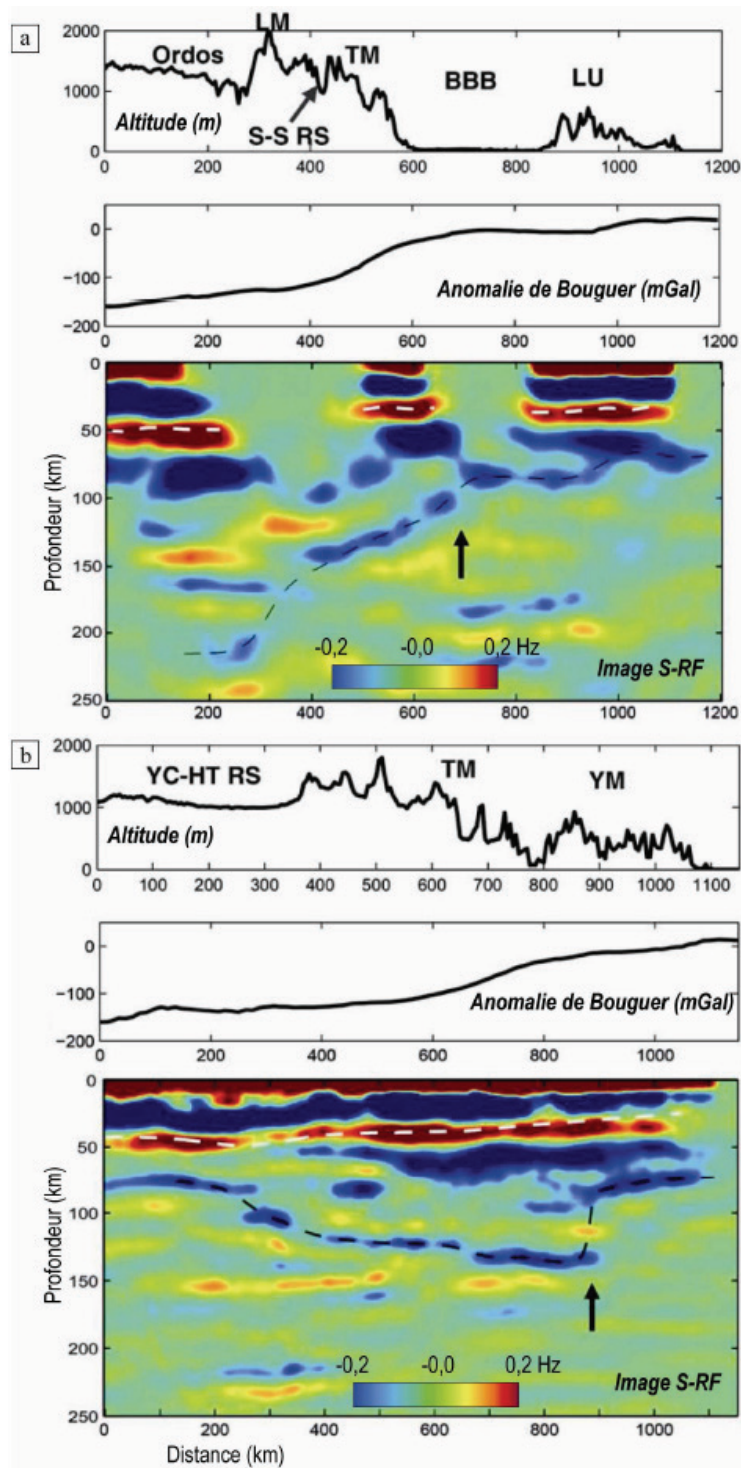 a
2000
1000
0
Ordos
LM
TM
BBB
LU
S-S RS
Altitude (m)
0 200 400 600 800 1000 1200
0
−100
−200
Anomalie de Bouguer (mGal)
0 200 400 600 800 1000 1200
0
50
100
150
200
250
Profondeur (km)
-0,2 -0,0 0,2 Hz
Image S-RF
0 200 400 600 800 1000 1200
b
2000
1000
0
YC-HT RS
TM
YM
Altitude (m)
0 100 200 300 400 500 600 700 800 900 1000 1100
0
−100
−200
Anomalie de Bouguer (mGal)
0 200 400 600 800 1000
0
50
100
150
200
250
Profondeur (km)
-0,2 -0,0 0,2 Hz
Image S-RF
0 200 400 600 800 1000
Distance (km)